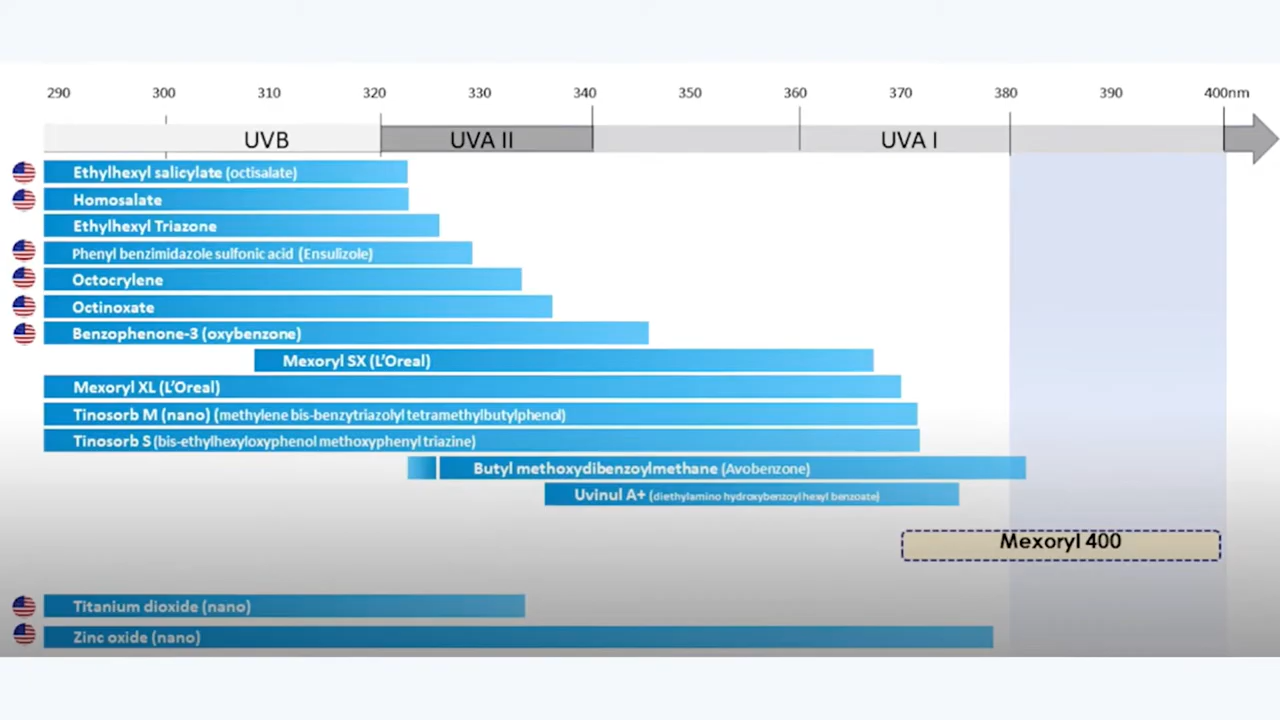 290 300 310 320 330 340 350 360 370 380 390 400nm
UVB UVA II UVA I
Ethylhexyl salicylate (octisalate)
Homosalate
Ethylhexyl Triazone
Phenyl benzimidazole sulfonic acid (Ensulizole)
Octocrylene
Octinoxate
Benzophenone-3 (oxybenzone)
Mexoryl SX (L’Oreal)
Mexoryl XL (L’Oreal)
Tinosorb M (nano) (methylene bis-benzytriazolyl tetramethylbutylphenol)
Tinosorb S (bis-ethylhexyloxyphenol methoxyphenyl triazine)
Butyl methoxydibenzoylmethane (Avobenzone)
Uvinul A+ (diethylamino hydroxybenzoyl hexyl benzoate)
Mexoryl 400
Titanium dioxide (nano)
Zinc oxide (nano)